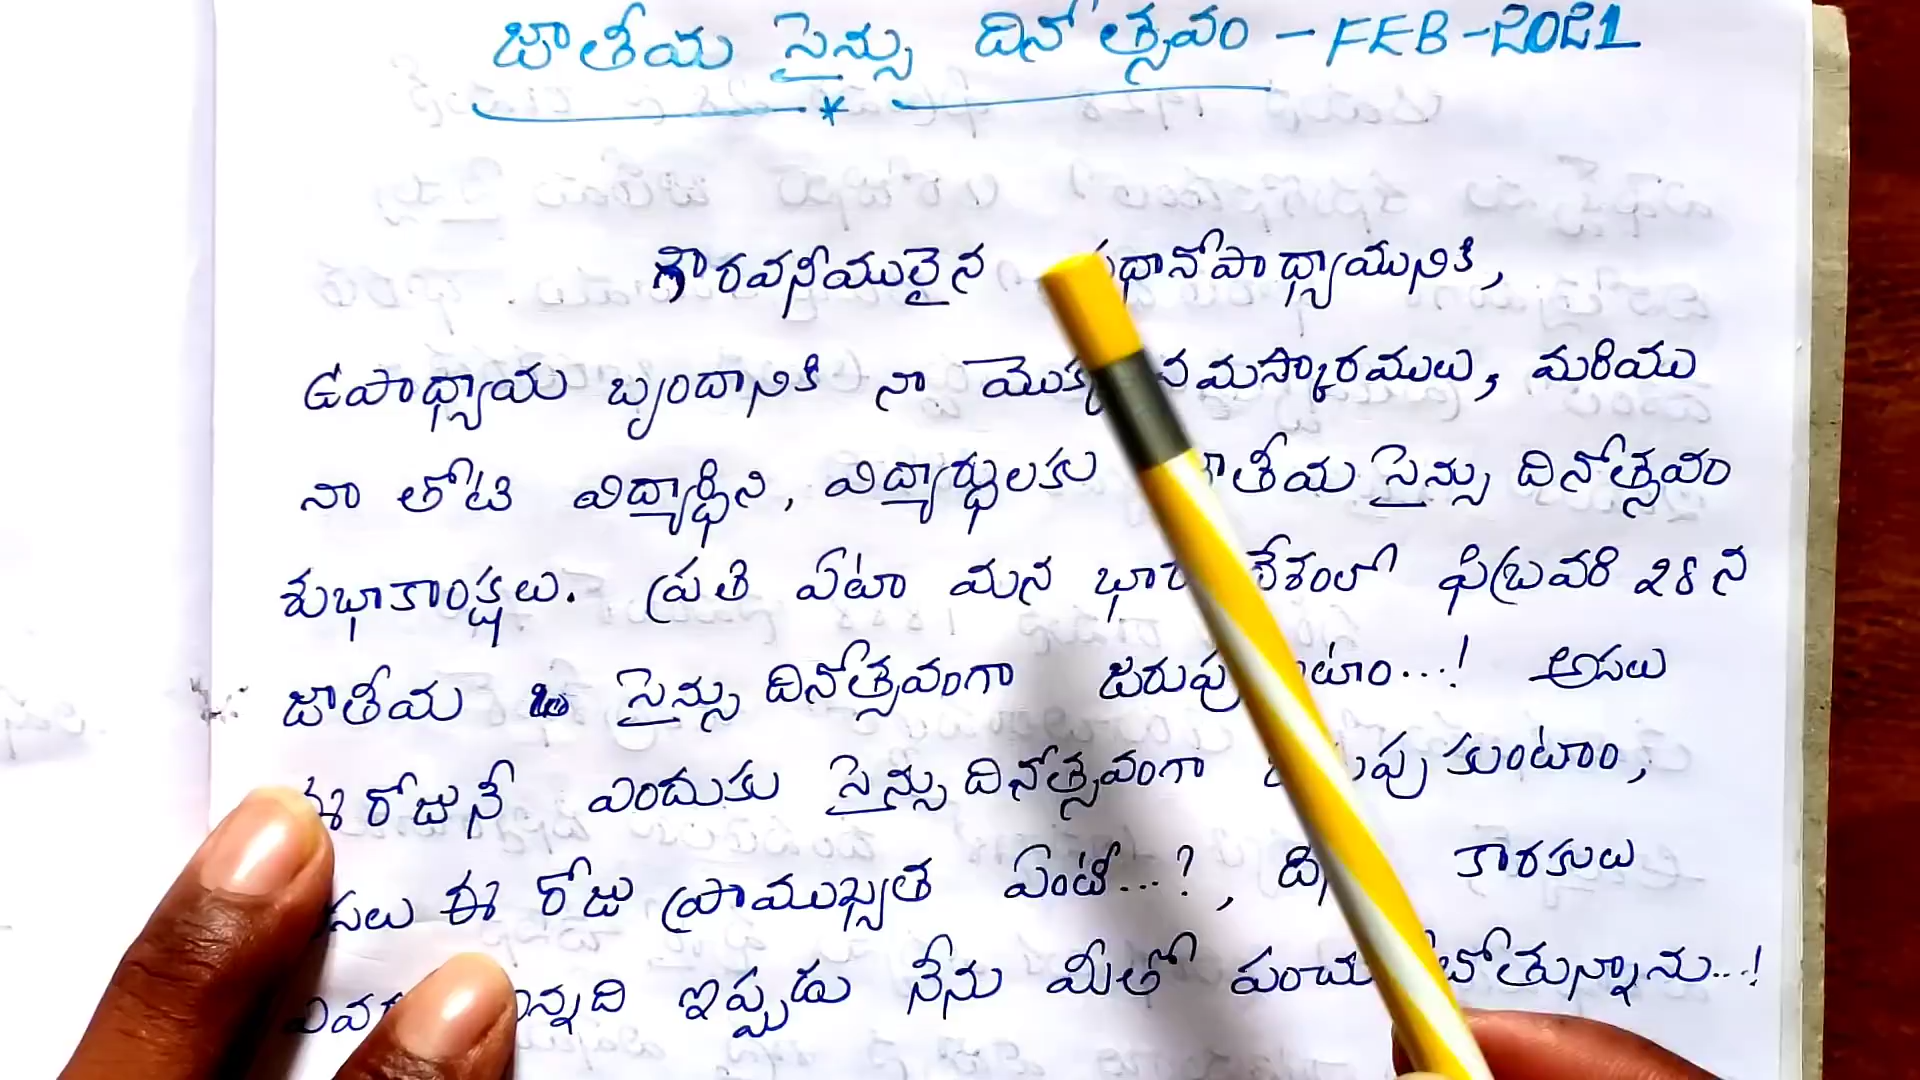 జాతీయ సైన్సు దినోత్సవం - FEB-2021
గౌరవనీయులైన ధానోపాధ్యాయునికి,
ఉపాధ్యాయ బృందానికి నా యొక్క నమస్కారములు, మరియు
నా తోటి విద్యార్థిని, విద్యార్థులకు జాతీయ సైన్సు దినోత్సవం
శుభాకాంక్షలు. ప్రతి ఏటా మన దేశంలో ఫిబ్రవరి 28 న
జాతీయ సైన్సు దినోత్సవంగా జరుపు ంటాం...! అసలు
ఈ రోజునే ఎందుకు సైన్సు దినోత్సవంగా పుకుంటాం,
సలు ఈ రోజు ప్రాముఖ్యత ఏంటి...?, కారకులు
న్నది ఇప్పుడు నేను మీతో పంచు బోతున్నాను...!